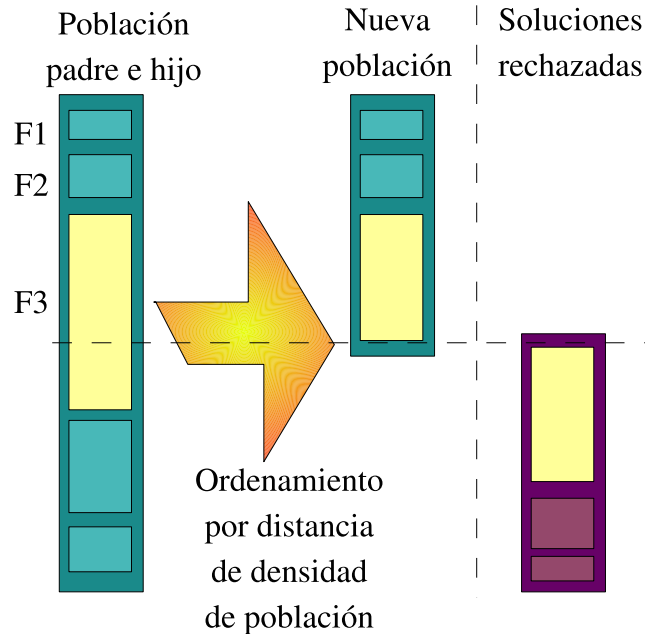 Población
padre e hijo
Nueva
población
Soluciones
rechazadas
F1
F2
F3
Ordenamiento
por distancia
de densidad
de población